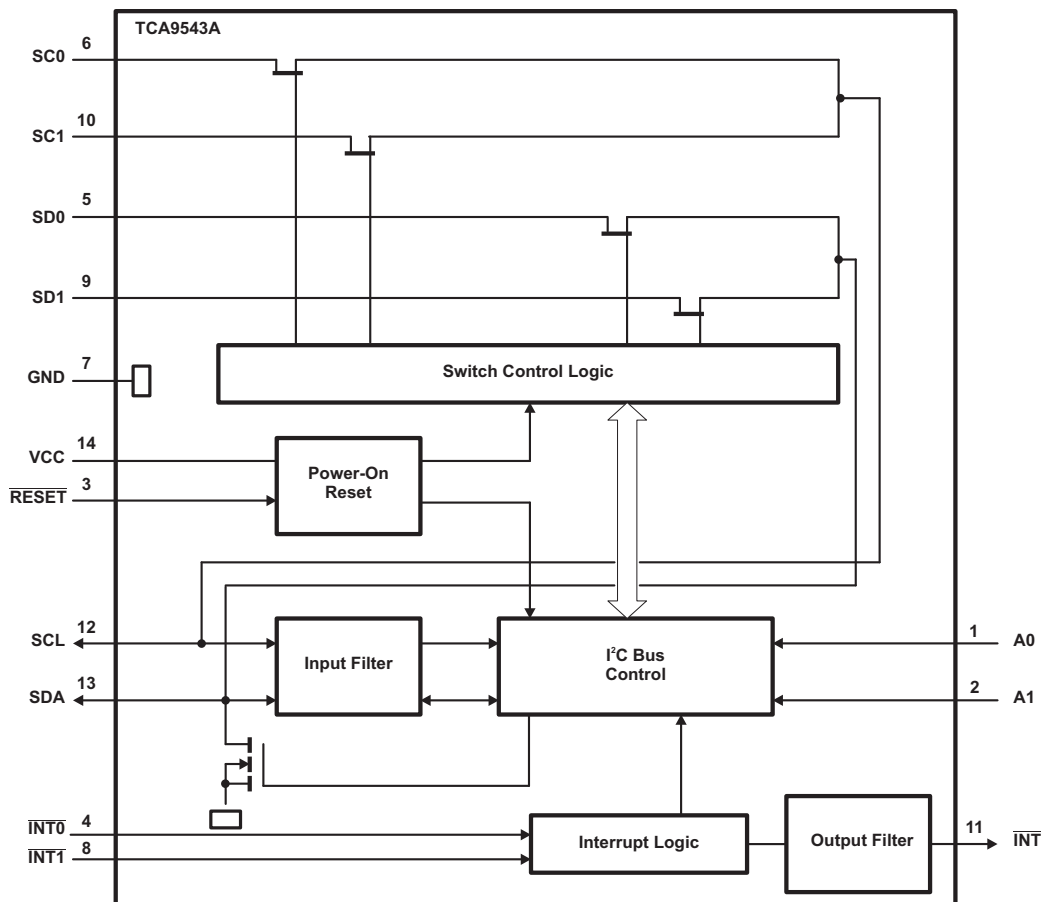 TCA9543A
6
SC0
10
SC1
5
SD0
9
SD1
7
GND
Switch Control Logic
14
VCC
3
RESET
Power-On
Reset
12
SCL
13
SDA
Input Filter
I²C Bus
Control
1
A0
2
A1
INT0
4
INT1
8
Interrupt Logic
Output Filter
11
INT